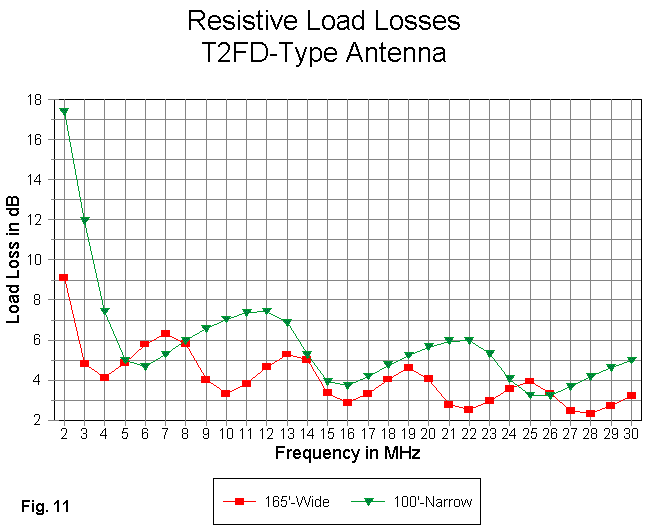 Resistive Load Losses
T2FD-Type Antenna
Load Loss in dB
18
16
14
12
10
8
6
4
2
2 3 4 5 6 7 8 9 10 11 12 13 14 15 16 17 18 19 20 21 22 23 24 25 26 27 28 29 30
Frequency in MHz
165'-Wide 100'-Narrow
Fig. 11